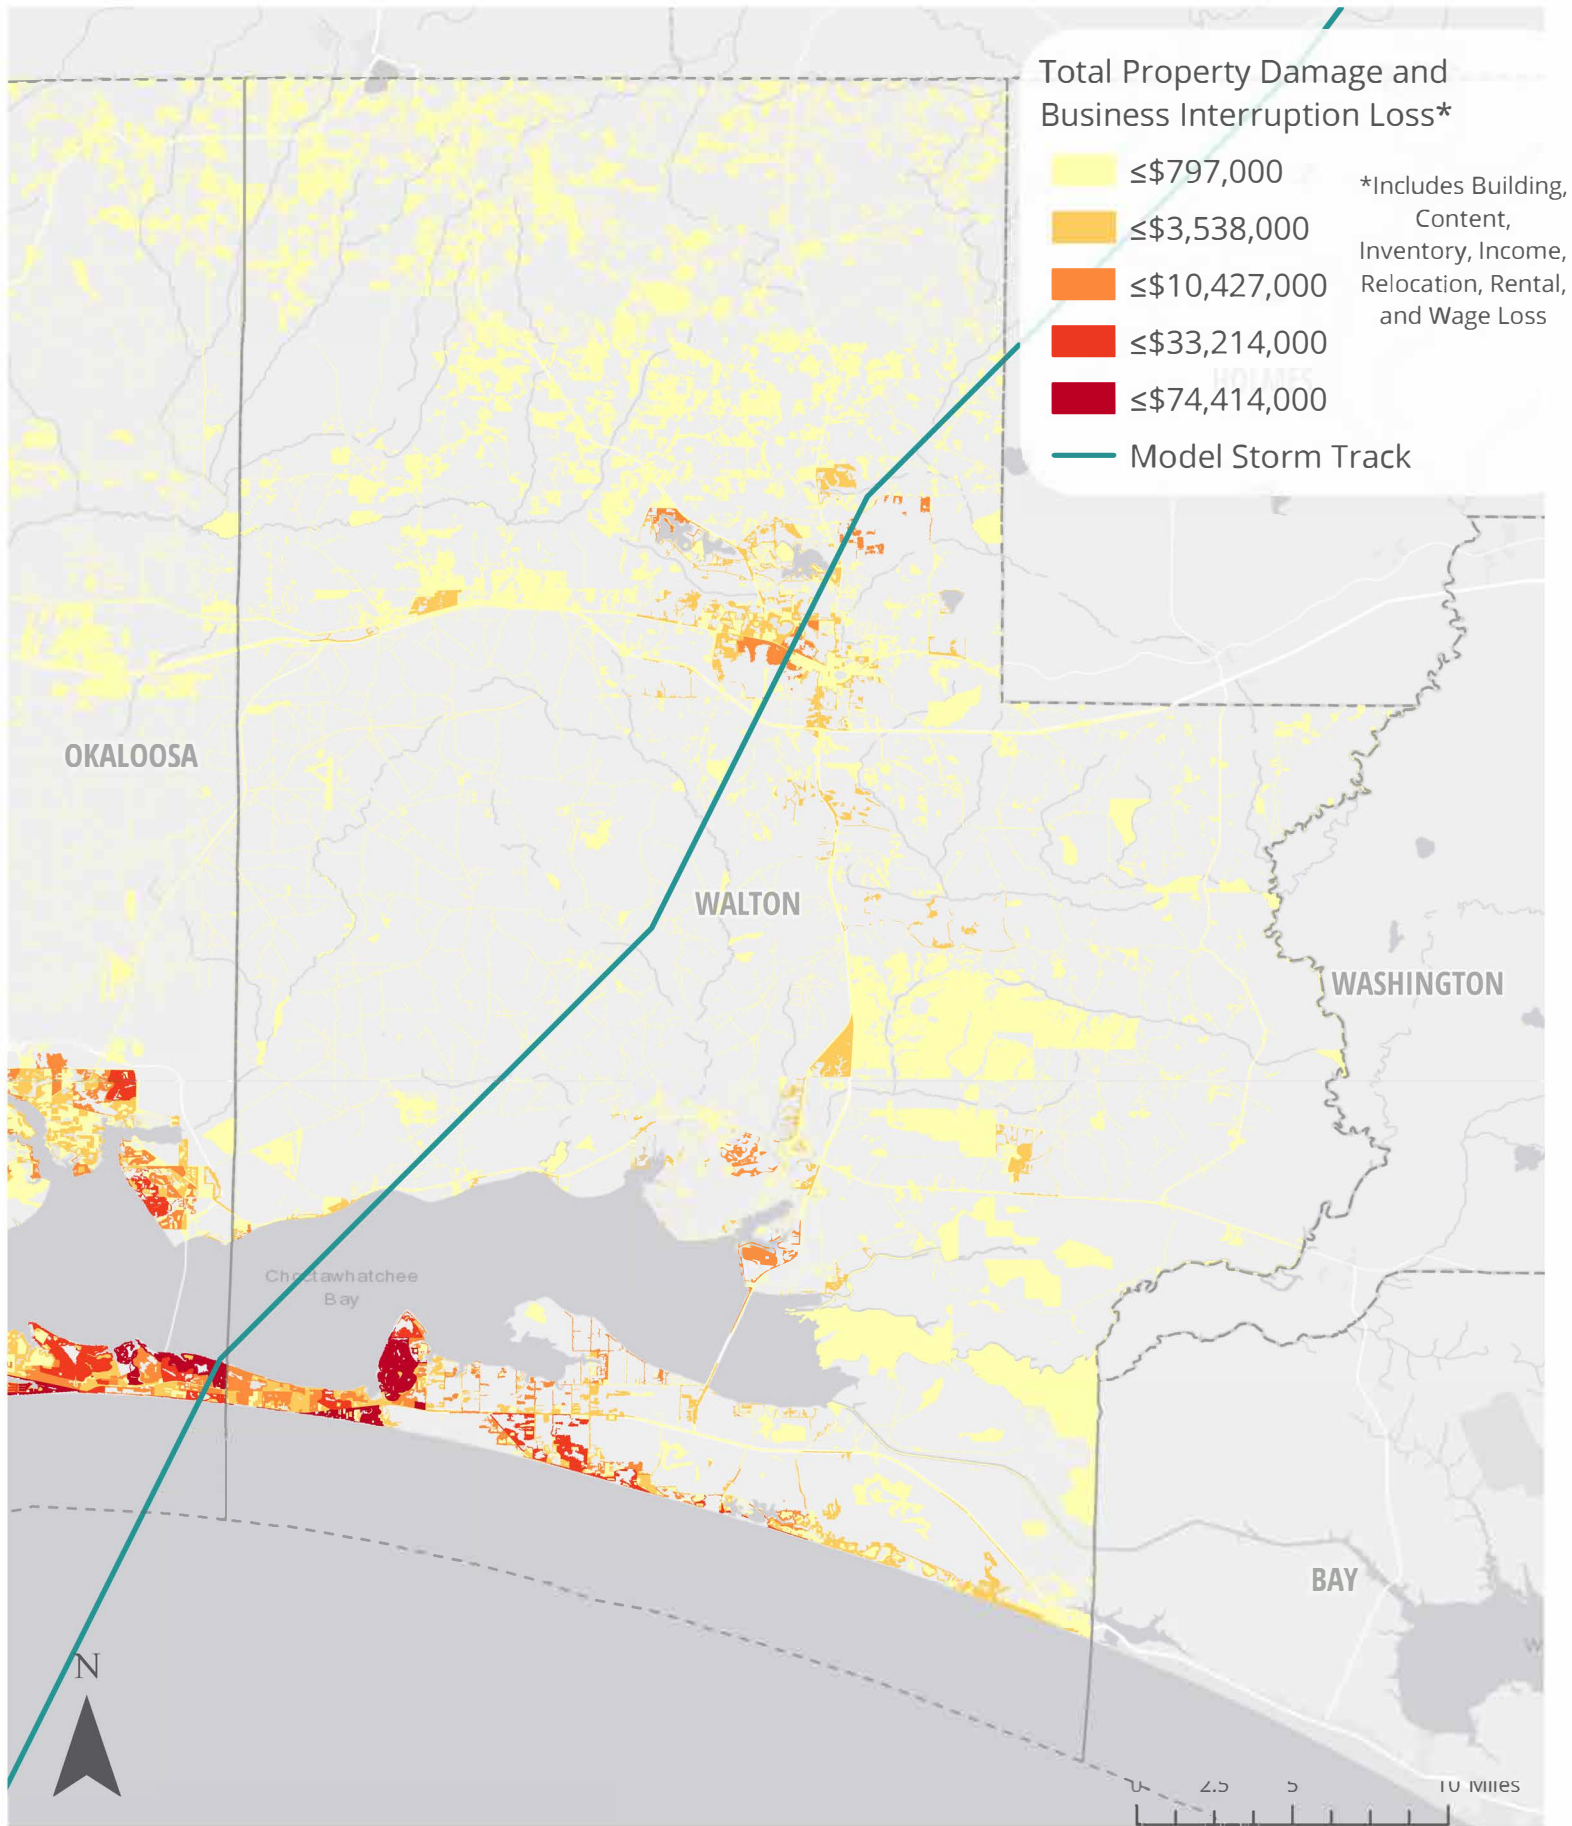 Total Property Damage and
Business Interruption Loss*
≤$797,000
≤$3,538,000
≤$10,427,000
≤$33,214,000
≤$74,414,000
Model Storm Track
*Includes Building,
Content,
Inventory, Income,
Relocation, Rental,
and Wage Loss
HOLMES
OKALOOSA
WALTON
WASHINGTON
Choctawhatchee
Bay
BAY
W
N
0 2.5 5 10 Miles